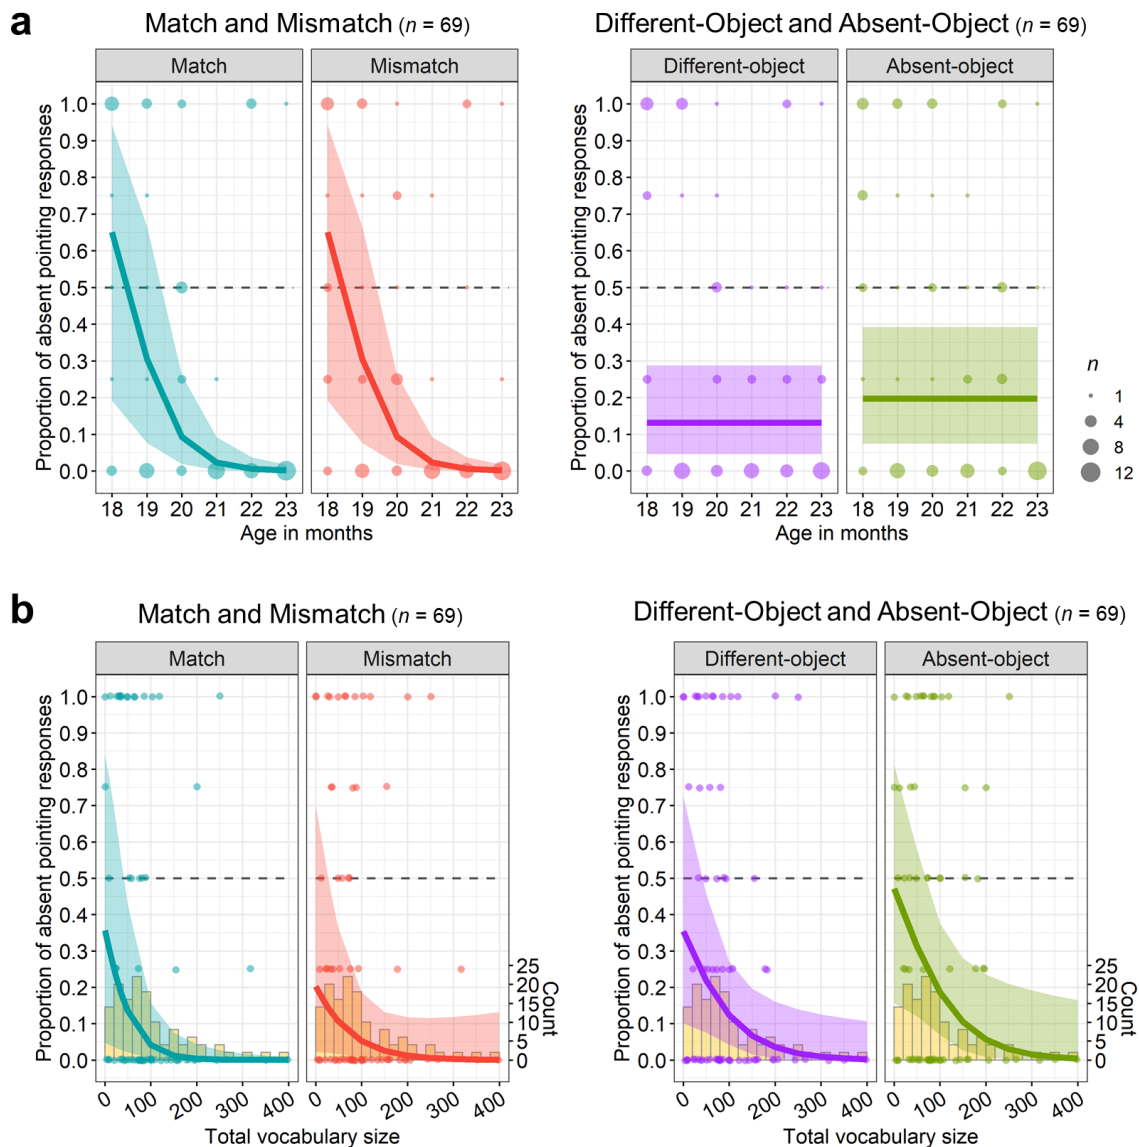 a
Match and Mismatch (n = 69)
Different-Object and Absent-Object (n = 69)
Match
Mismatch
Different-object
Absent-object
Proportion of absent pointing responses
1.0
0.9
0.8
0.7
0.6
0.5
0.4
0.3
0.2
0.1
0.0
18 19 20 21 22 23
18 19 20 21 22 23
Age in months
Proportion of absent pointing responses
1.0
0.9
0.8
0.7
0.6
0.5
0.4
0.3
0.2
0.1
0.0
18 19 20 21 22 23
18 19 20 21 22 23
Age in months
n
1
4
8
12
b
Match and Mismatch (n = 69)
Different-Object and Absent-Object (n = 69)
Match
Mismatch
Different-object
Absent-object
Proportion of absent pointing responses
1.0
0.9
0.8
0.7
0.6
0.5
0.4
0.3
0.2
0.1
0.0
25
20
15
10
5
0
Count
0 100 200 300 400
0 100 200 300 400
Total vocabulary size
Proportion of absent pointing responses
1.0
0.9
0.8
0.7
0.6
0.5
0.4
0.3
0.2
0.1
0.0
25
20
15
10
5
0
Count
0 100 200 300 400
0 100 200 300 400
Total vocabulary size